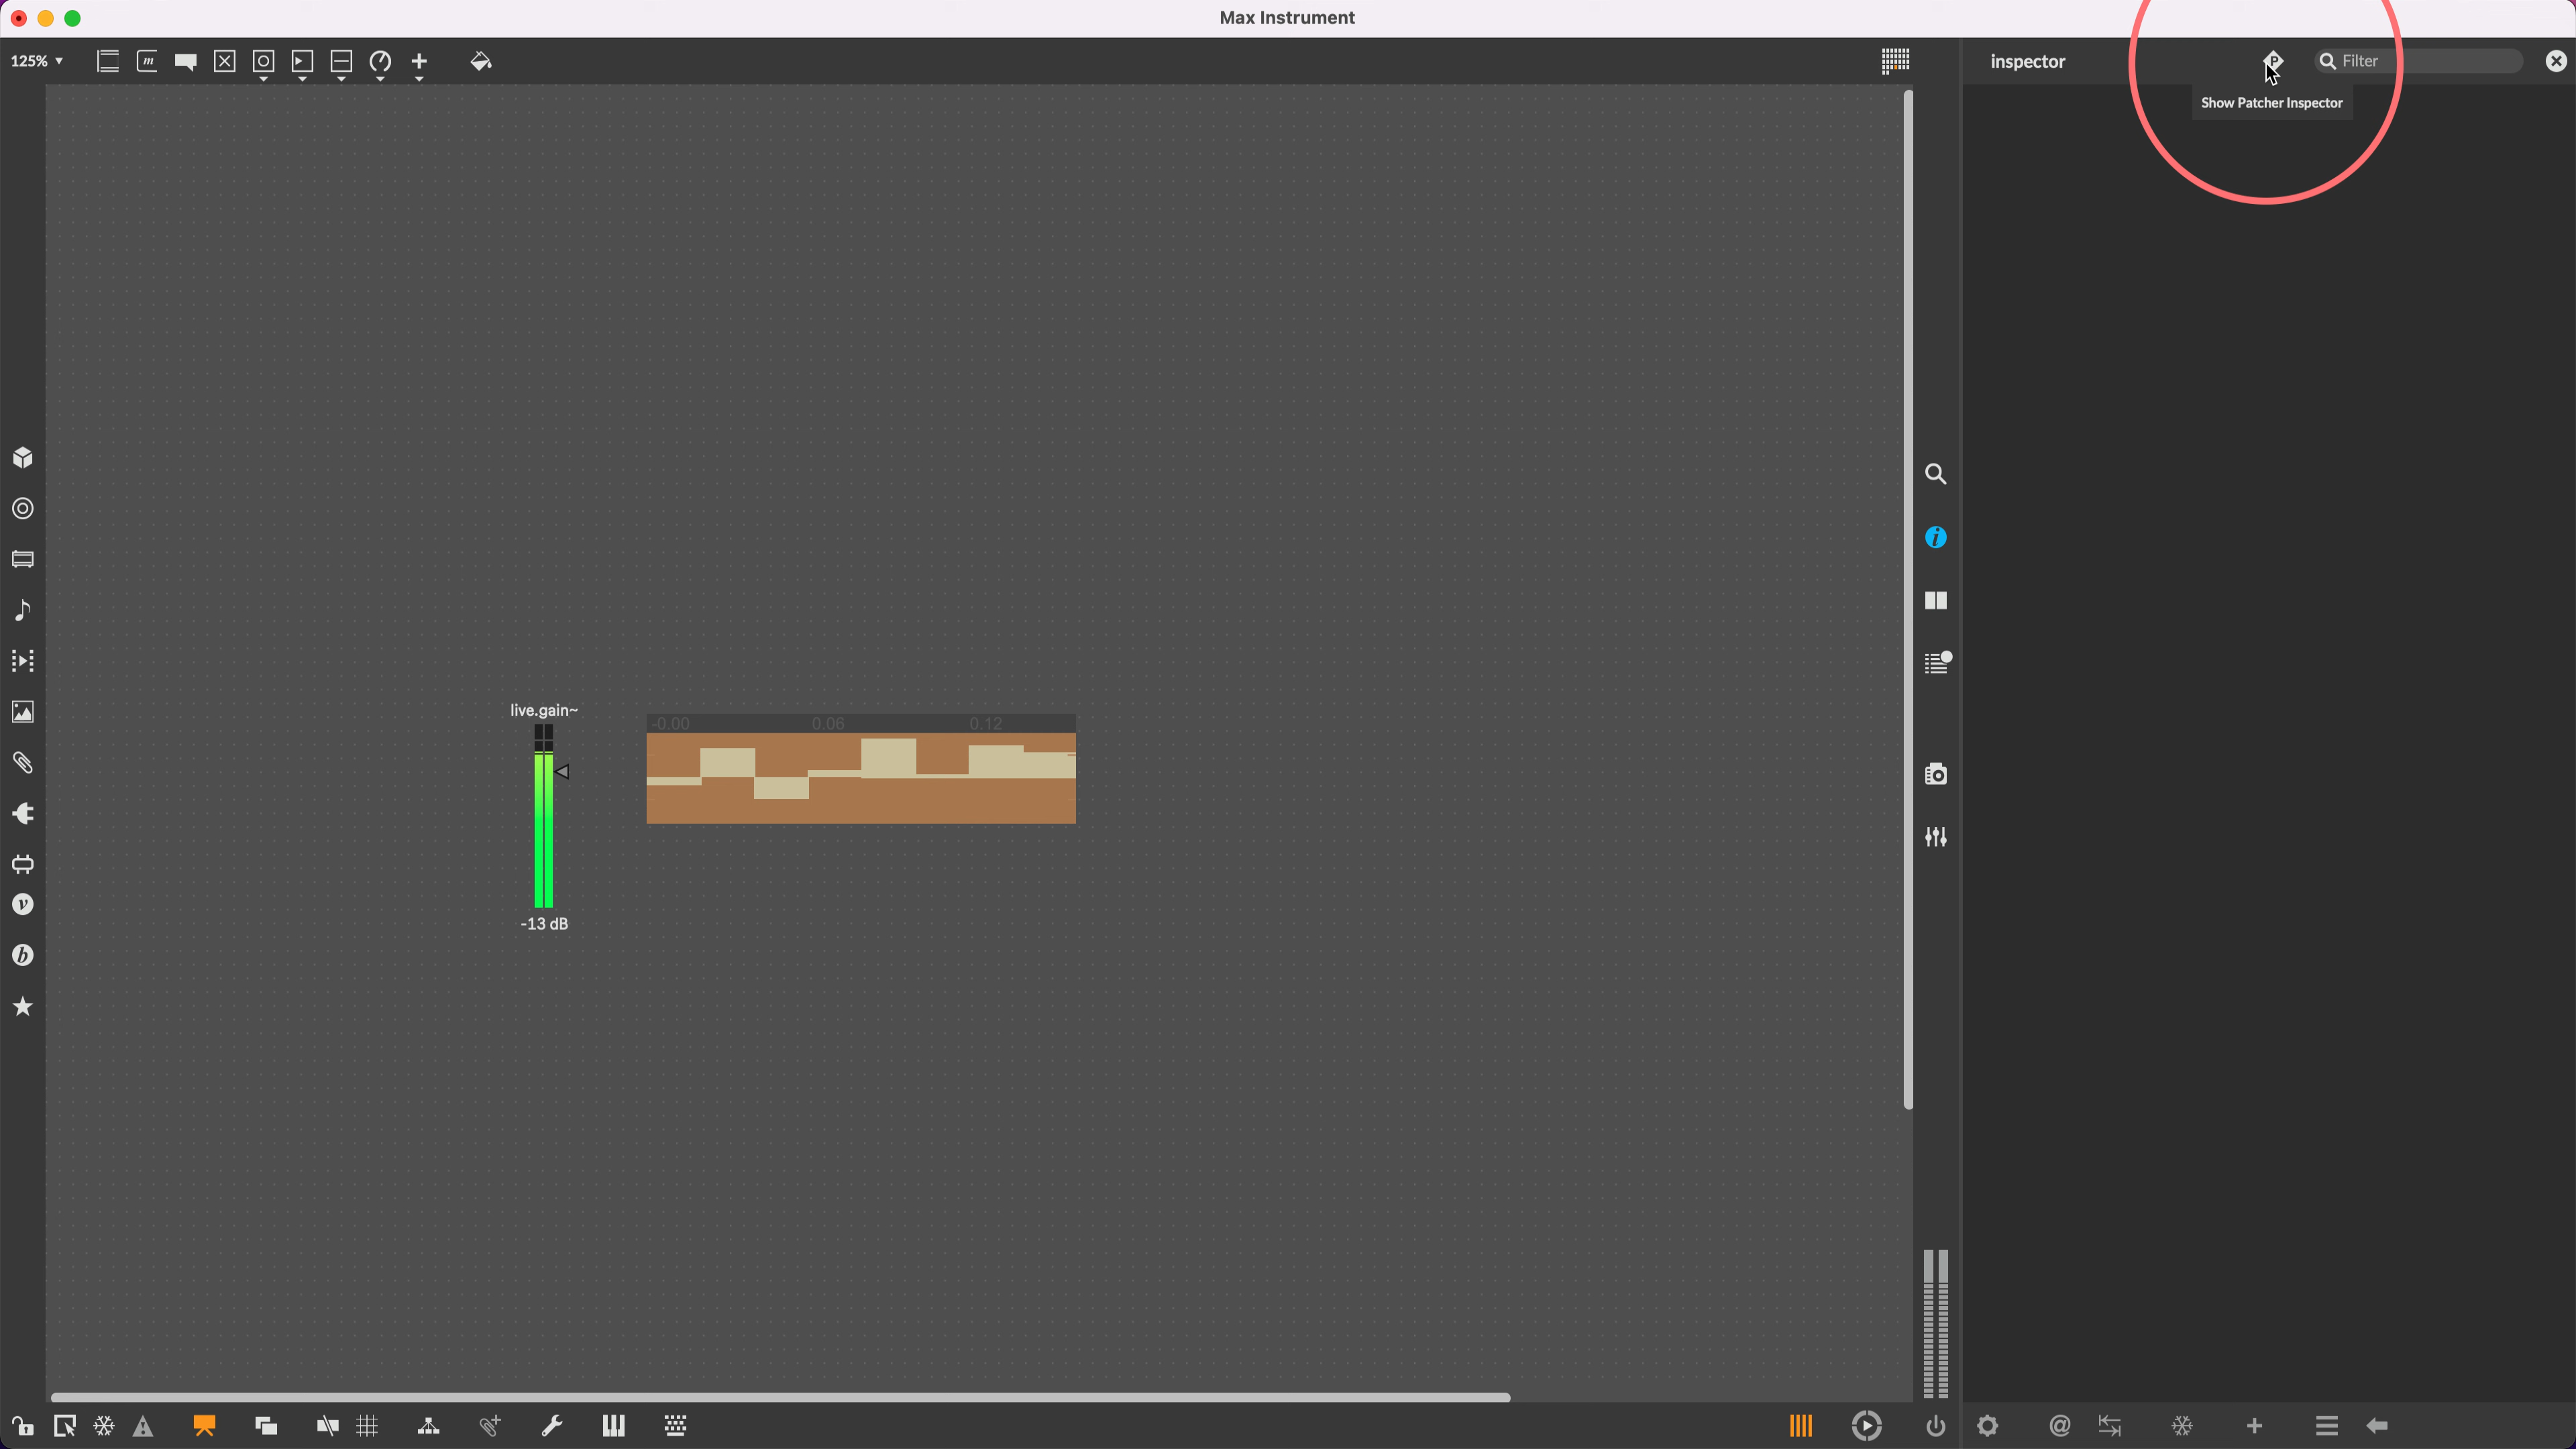 Max Instrument
125%
inspector
Filter
Show Patcher Inspector
live.gain~
-0.00 0.06 0.12
-13 dB